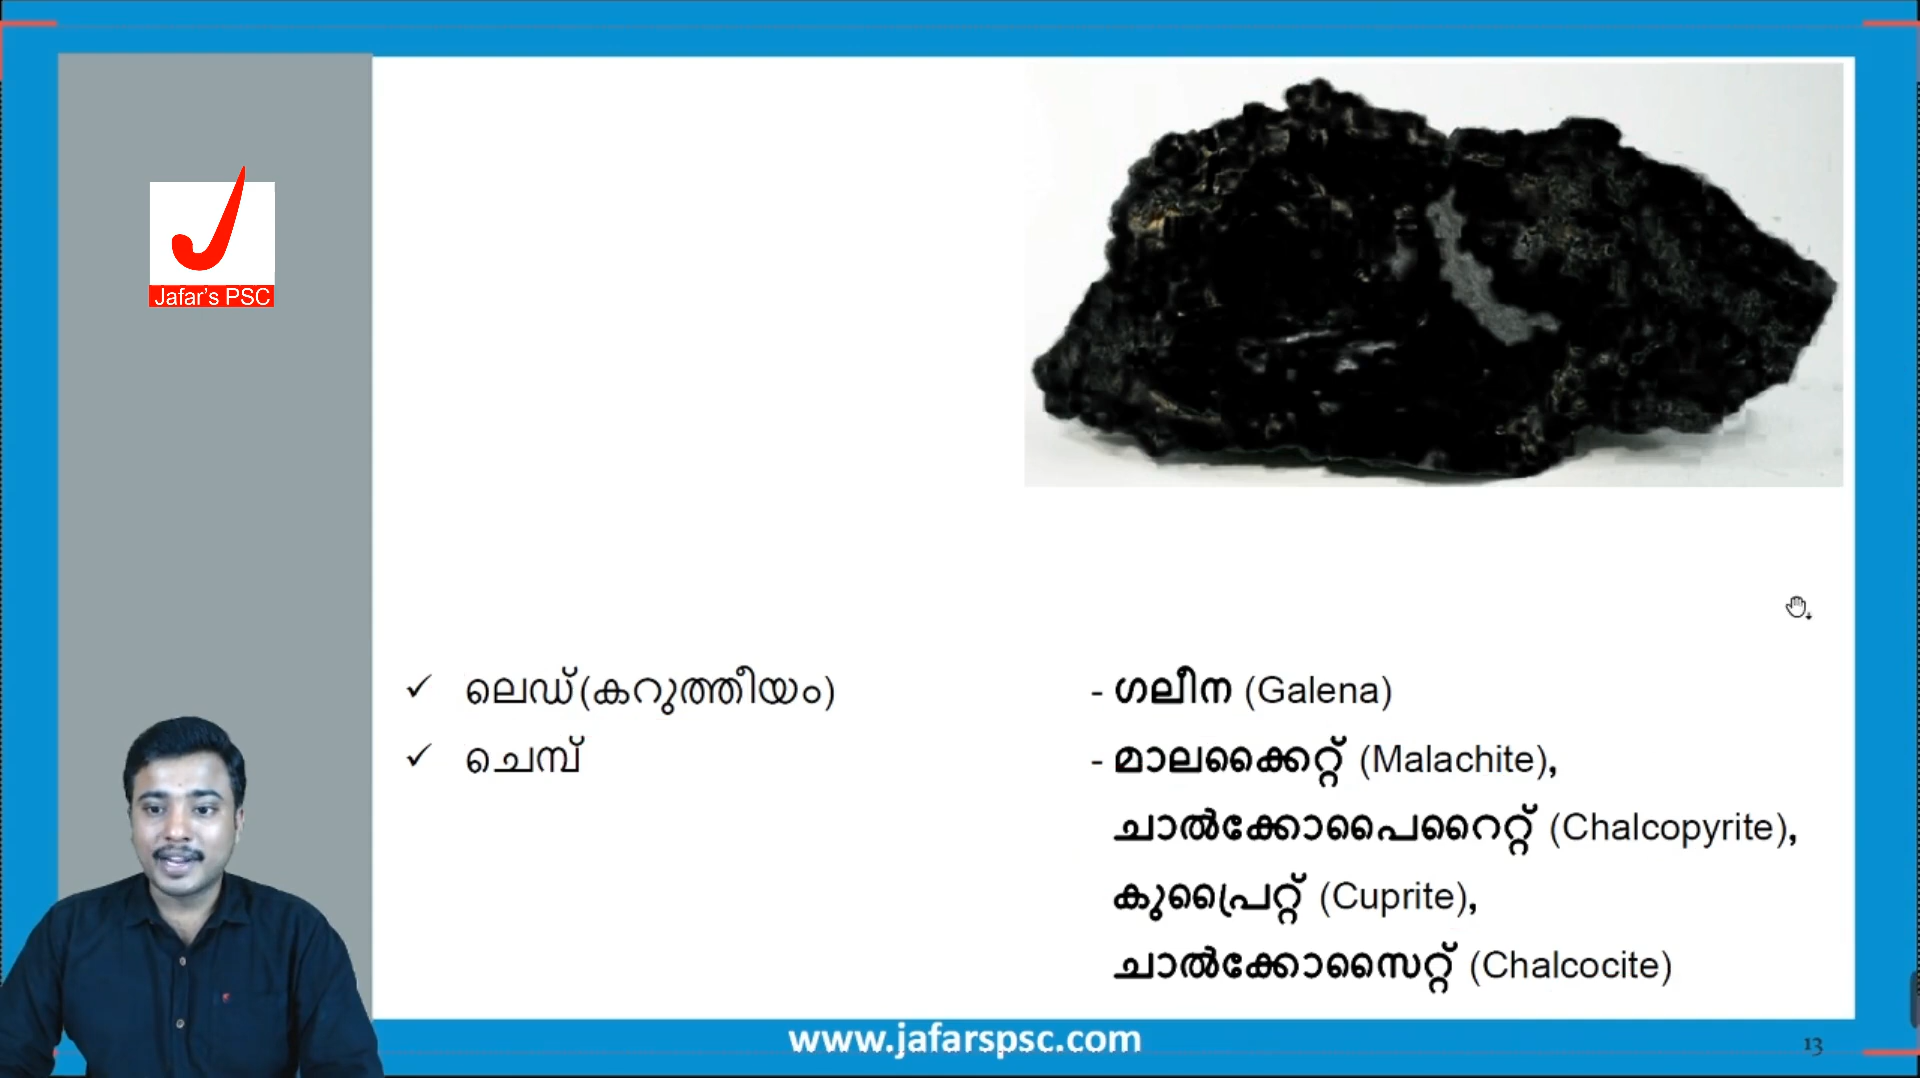 Jafar's PSC
✓ ലെഡ് (കറുത്തീയം) - ഗലീന (Galena)
✓ ചെമ്പ് - മാലക്കൈറ്റ് (Malachite),
ചാൽക്കോപൈറൈറ്റ് (Chalcopyrite),
കുപ്രൈറ്റ് (Cuprite),
ചാൽക്കോസൈറ്റ് (Chalcocite)
www.jafarspsc.com
13